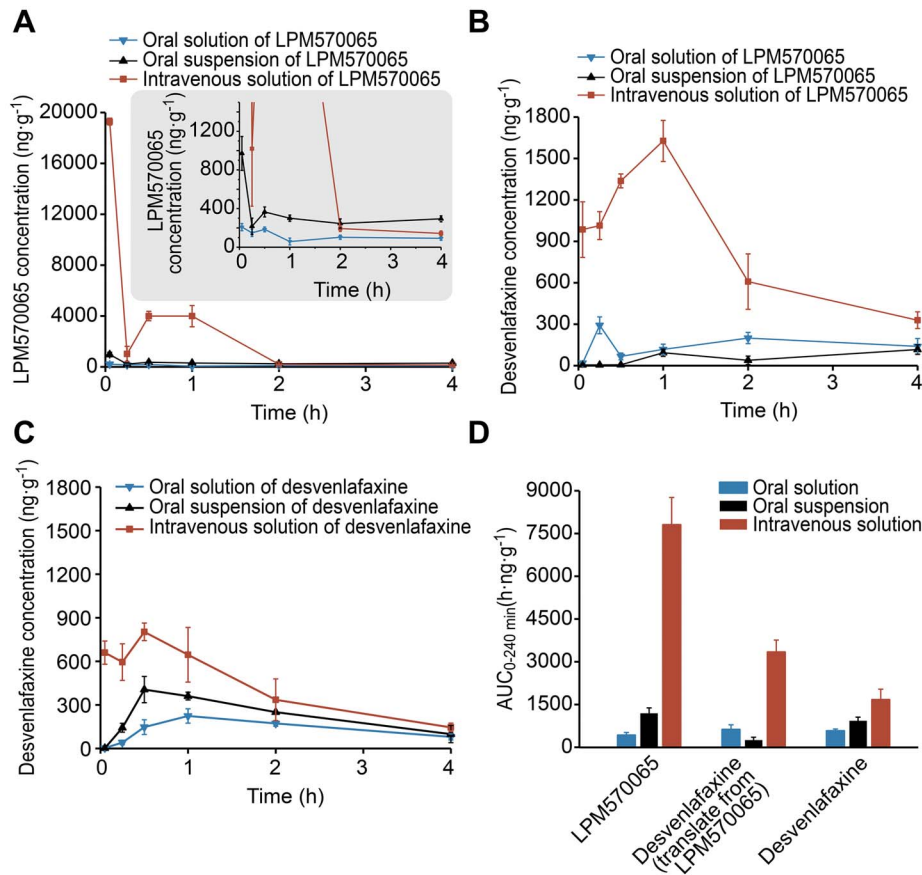 A
Oral solution of LPM570065
Oral suspension of LPM570065
Intravenous solution of LPM570065
LPM570065 concentration (ng·g-1)
20000
16000
12000
8000
4000
0
0 1 2 3 4
Time (h)
LPM570065
concentration (ng·g-1)
1200
800
400
0
0 1 2 3 4
Time (h)
B
Oral solution of LPM570065
Oral suspension of LPM570065
Intravenous solution of LPM570065
Desvenlafaxine concentration (ng·g-1)
1800
1500
1200
900
600
300
0
0 1 2 3 4
Time (h)
C
Oral solution of desvenlafaxine
Oral suspension of desvenlafaxine
Intravenous solution of desvenlafaxine
Desvenlafaxine concentration (ng·g-1)
1800
1500
1200
900
600
300
0
0 1 2 3 4
Time (h)
D
Oral solution
Oral suspension
Intravenous solution
AUC0-240 min(h·ng·g-1)
9000
7500
6000
4500
3000
1500
0
LPM570065
Desvenlafaxine
(translate from
LPM570065)
Desvenlafaxine